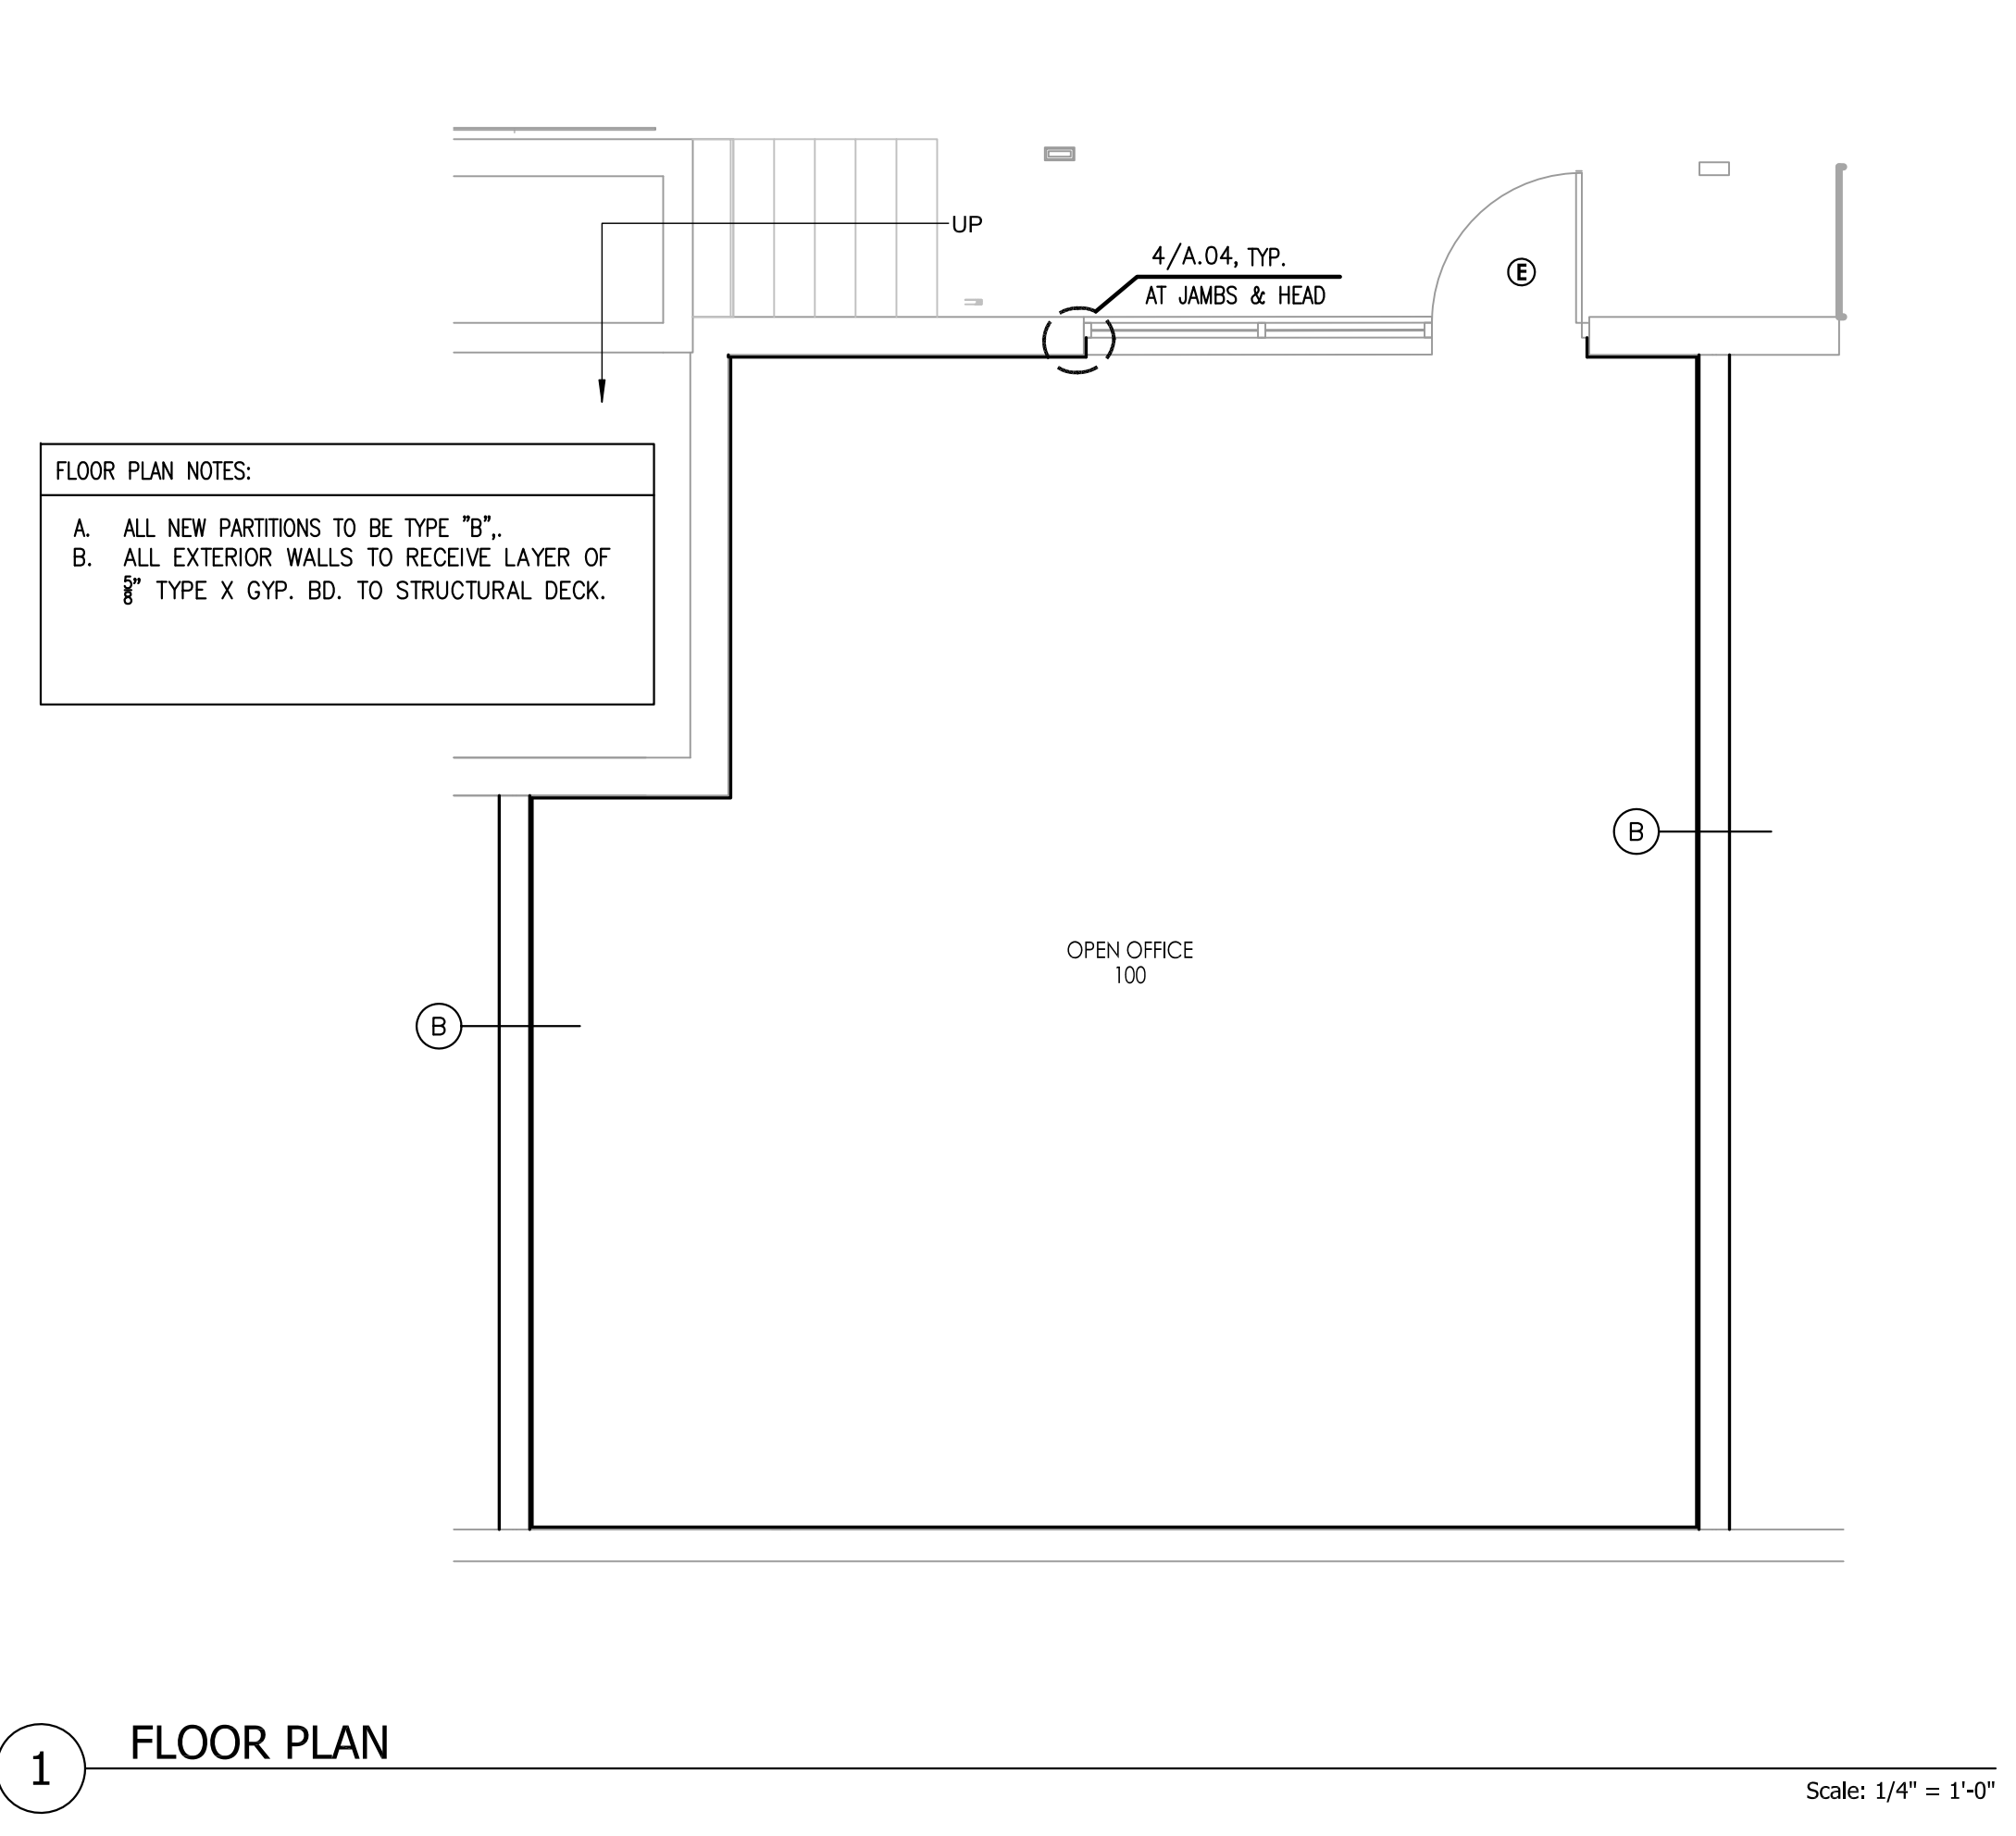 UP
4/A.04, TYP.
AT JAMBS & HEAD
E
FLOOR PLAN NOTES:
A. ALL NEW PARTITIONS TO BE TYPE "B",.
B. ALL EXTERIOR WALLS TO RECEIVE LAYER OF
5/8" TYPE X GYP. BD. TO STRUCTURAL DECK.
B
OPEN OFFICE
100
B
1
FLOOR PLAN
Scale: 1/4" = 1'-0"